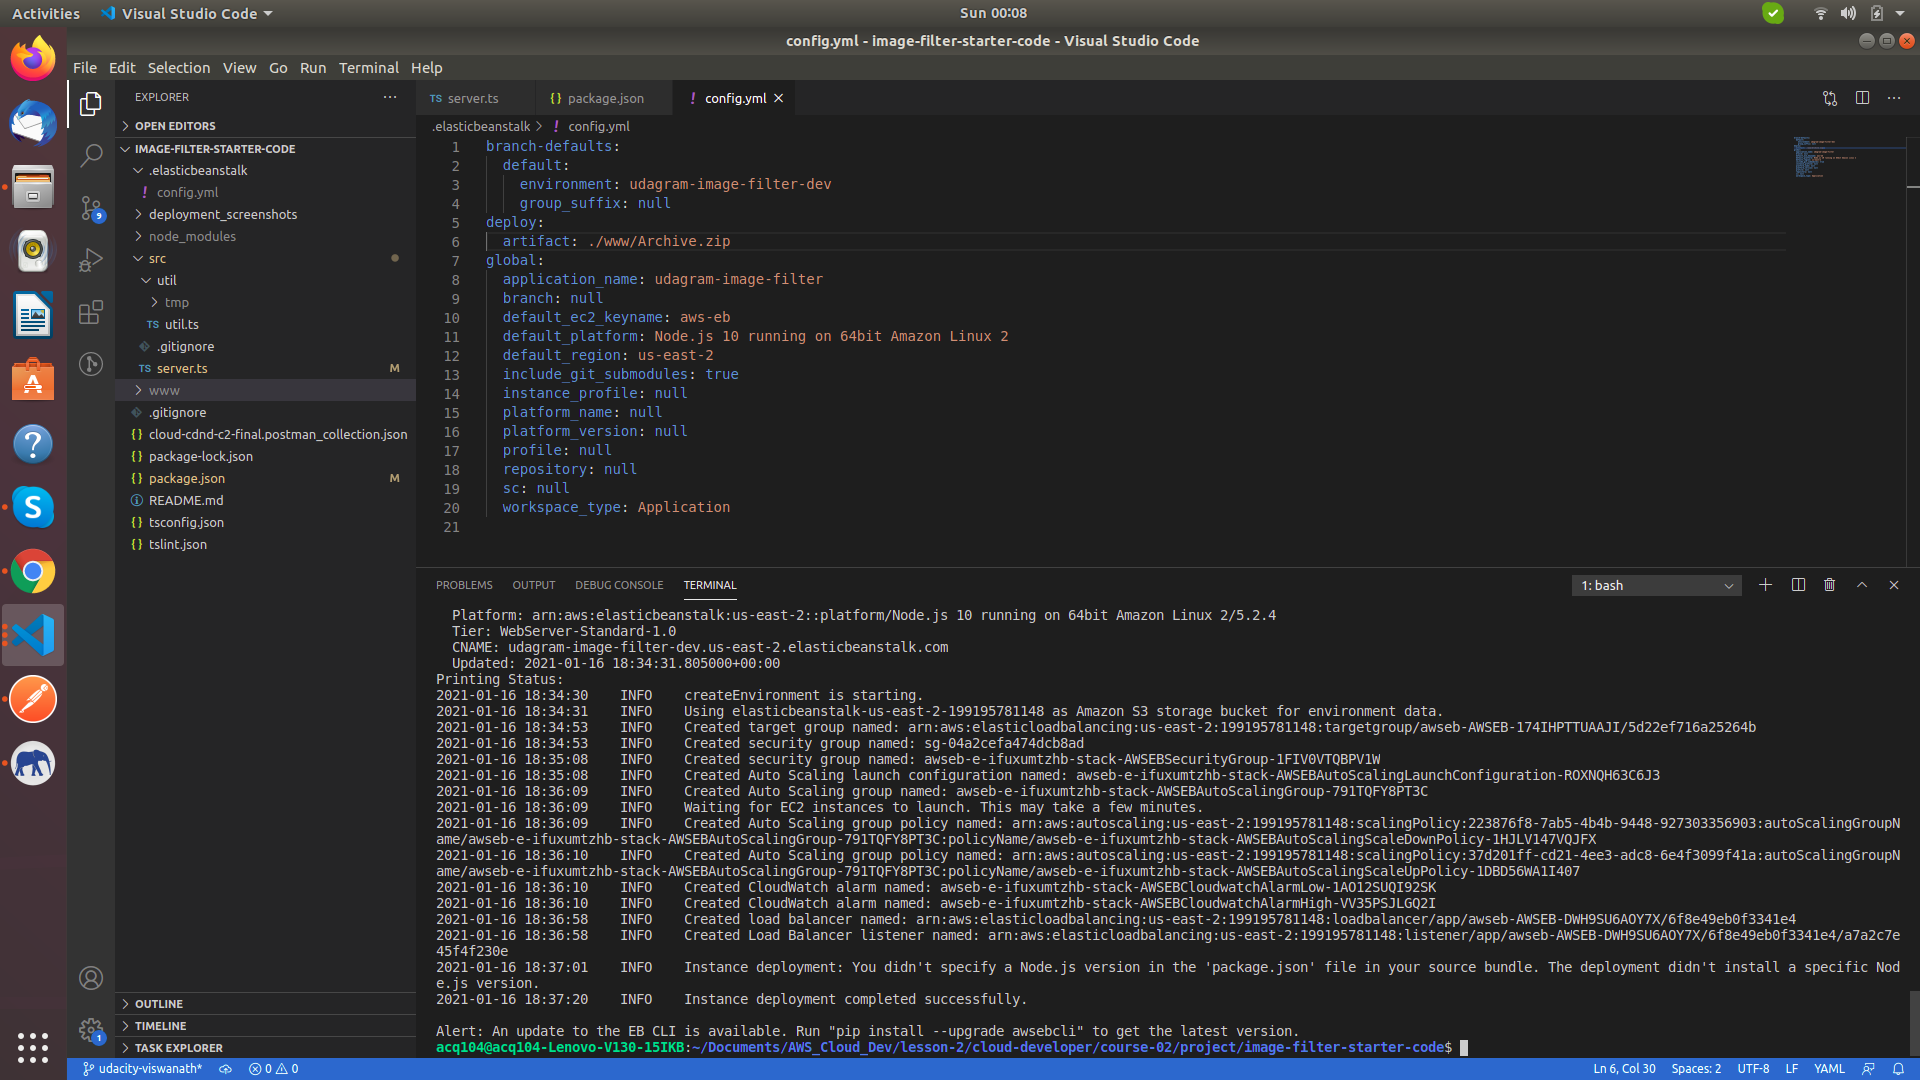 Activities
Visual Studio Code
Sun 00:08
config.yml - image-filter-starter-code - Visual Studio Code
File Edit Selection View Go Run Terminal Help
EXPLORER
OPEN EDITORS
IMAGE-FILTER-STARTER-CODE
.elasticbeanstalk
! config.yml
deployment_screenshots
node_modules
src
util
tmp
TS util.ts
.gitignore
TS server.ts M
www
.gitignore
{} cloud-cdnd-c2-final.postman_collection.json
{} package-lock.json
{} package.json M
README.md
{} tsconfig.json
{} tslint.json
OUTLINE
TIMELINE
TASK EXPLORER
9
1
TS server.ts
{} package.json
! config.yml
.elasticbeanstalk > ! config.yml
1 branch-defaults:
2 default:
3 environment: udagram-image-filter-dev
4 group_suffix: null
5 deploy:
6 artifact: ./www/Archive.zip
7 global:
8 application_name: udagram-image-filter
9 branch: null
10 default_ec2_keyname: aws-eb
11 default_platform: Node.js 10 running on 64bit Amazon Linux 2
12 default_region: us-east-2
13 include_git_submodules: true
14 instance_profile: null
15 platform_name: null
16 platform_version: null
17 profile: null
18 repository: null
19 sc: null
20 workspace_type: Application
21
PROBLEMS OUTPUT DEBUG CONSOLE TERMINAL
1: bash
Platform: arn:aws:elasticbeanstalk:us-east-2::platform/Node.js 10 running on 64bit Amazon Linux 2/5.2.4
Tier: WebServer-Standard-1.0
CNAME: udagram-image-filter-dev.us-east-2.elasticbeanstalk.com
Updated: 2021-01-16 18:34:31.805000+00:00
Printing Status:
2021-01-16 18:34:30 INFO createEnvironment is starting.
2021-01-16 18:34:31 INFO Using elasticbeanstalk-us-east-2-199195781148 as Amazon S3 storage bucket for environment data.
2021-01-16 18:34:53 INFO Created target group named: arn:aws:elasticloadbalancing:us-east-2:199195781148:targetgroup/awseb-AWSEB-174IHPTTUAAJI/5d22ef716a25264b
2021-01-16 18:34:53 INFO Created security group named: sg-04a2cefa474dcb8ad
2021-01-16 18:35:08 INFO Created security group named: awseb-e-ifuxumtzhb-stack-AWSEBSecurityGroup-1FIV0VTQBPV1W
2021-01-16 18:35:08 INFO Created Auto Scaling launch configuration named: awseb-e-ifuxumtzhb-stack-AWSEBAutoScalingLaunchConfiguration-ROXNQH63C6J3
2021-01-16 18:36:09 INFO Created Auto Scaling group named: awseb-e-ifuxumtzhb-stack-AWSEBAutoScalingGroup-791TQFY8PT3C
2021-01-16 18:36:09 INFO Waiting for EC2 instances to launch. This may take a few minutes.
2021-01-16 18:36:09 INFO Created Auto Scaling group policy named: arn:aws:autoscaling:us-east-2:199195781148:scalingPolicy:223876f8-7ab5-4b4b-9448-927303356903:autoScalingGroupN
ame/awseb-e-ifuxumtzhb-stack-AWSEBAutoScalingGroup-791TQFY8PT3C:policyName/awseb-e-ifuxumtzhb-stack-AWSEBAutoScalingScaleDownPolicy-1HJLV147VQJFX
2021-01-16 18:36:10 INFO Created Auto Scaling group policy named: arn:aws:autoscaling:us-east-2:199195781148:scalingPolicy:37d201ff-cd21-4ee3-adc8-6e4f3099f41a:autoScalingGroupN
ame/awseb-e-ifuxumtzhb-stack-AWSEBAutoScalingGroup-791TQFY8PT3C:policyName/awseb-e-ifuxumtzhb-stack-AWSEBAutoScalingScaleUpPolicy-1DBD56WA1I407
2021-01-16 18:36:10 INFO Created CloudWatch alarm named: awseb-e-ifuxumtzhb-stack-AWSEBCloudwatchAlarmLow-1AO12SUQI92SK
2021-01-16 18:36:10 INFO Created CloudWatch alarm named: awseb-e-ifuxumtzhb-stack-AWSEBCloudwatchAlarmHigh-VV35PSJLGQ2I
2021-01-16 18:36:58 INFO Created load balancer named: arn:aws:elasticloadbalancing:us-east-2:199195781148:loadbalancer/app/awseb-AWSEB-DWH9SU6AOY7X/6f8e49eb0f3341e4
2021-01-16 18:36:58 INFO Created Load Balancer listener named: arn:aws:elasticloadbalancing:us-east-2:199195781148:listener/app/awseb-AWSEB-DWH9SU6AOY7X/6f8e49eb0f3341e4/a7a2c7e
45f4f230e
2021-01-16 18:37:01 INFO Instance deployment: You didn't specify a Node.js version in the 'package.json' file in your source bundle. The deployment didn't install a specific Nod
e.js version.
2021-01-16 18:37:20 INFO Instance deployment completed successfully.
Alert: An update to the EB CLI is available. Run "pip install --upgrade awsebcli" to get the latest version.
acq104@acq104-Lenovo-V130-15IKB:~/Documents/AWS_Cloud_Dev/lesson-2/cloud-developer/course-02/project/image-filter-starter-code$
udacity-viswanath* 0 0
Ln 6, Col 30 Spaces: 2 UTF-8 LF YAML